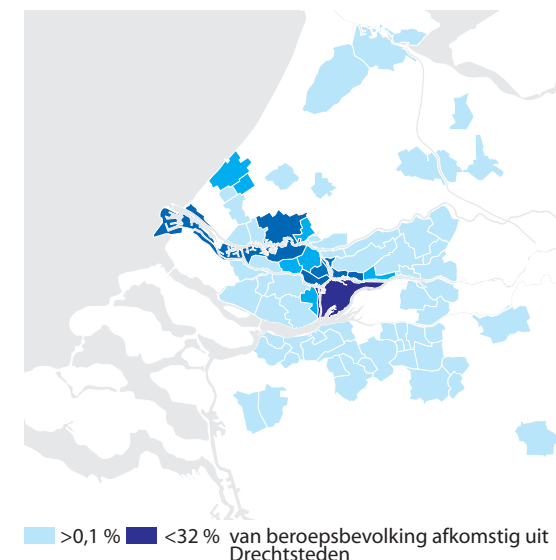 >0,1 % <32 % van beroepsbevolking afkomstig uit
Drechtsteden